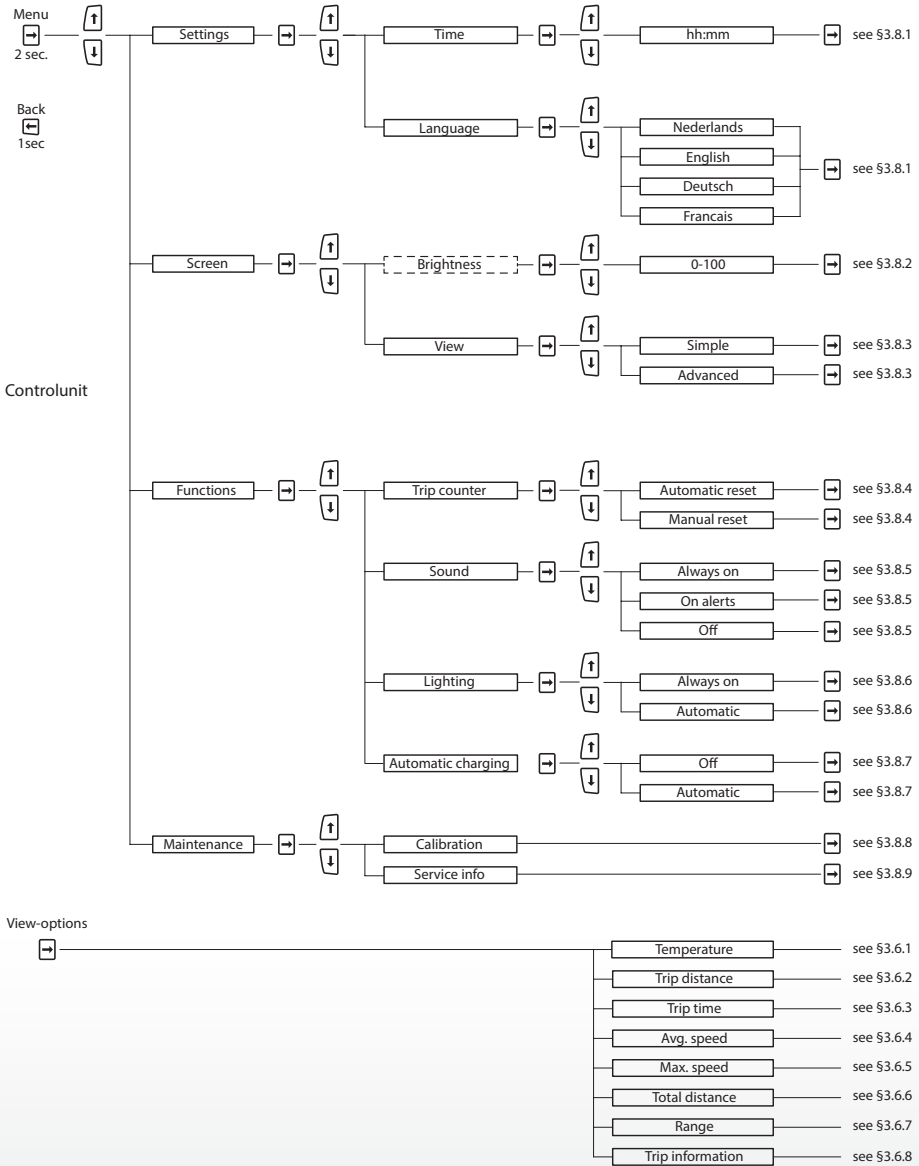 Menu
2 sec.
Settings
Time
hh:mm
see §3.8.1
Back
1sec
Language
Nederlands
English
Deutsch
Francais
see §3.8.1
Screen
Brightness
0-100
see §3.8.2
View
Simple
see §3.8.3
Advanced
see §3.8.3
Controlunit
Functions
Trip counter
Automatic reset
see §3.8.4
Manual reset
see §3.8.4
Sound
Always on
see §3.8.5
On alerts
see §3.8.5
Off
see §3.8.5
Lighting
Always on
see §3.8.6
Automatic
see §3.8.6
Automatic charging
Off
see §3.8.7
Automatic
see §3.8.7
Maintenance
Calibration
see §3.8.8
Service info
see §3.8.9
View-options
Temperature
see §3.6.1
Trip distance
see §3.6.2
Trip time
see §3.6.3
Avg. speed
see §3.6.4
Max. speed
see §3.6.5
Total distance
see §3.6.6
Range
see §3.6.7
Trip information
see §3.6.8